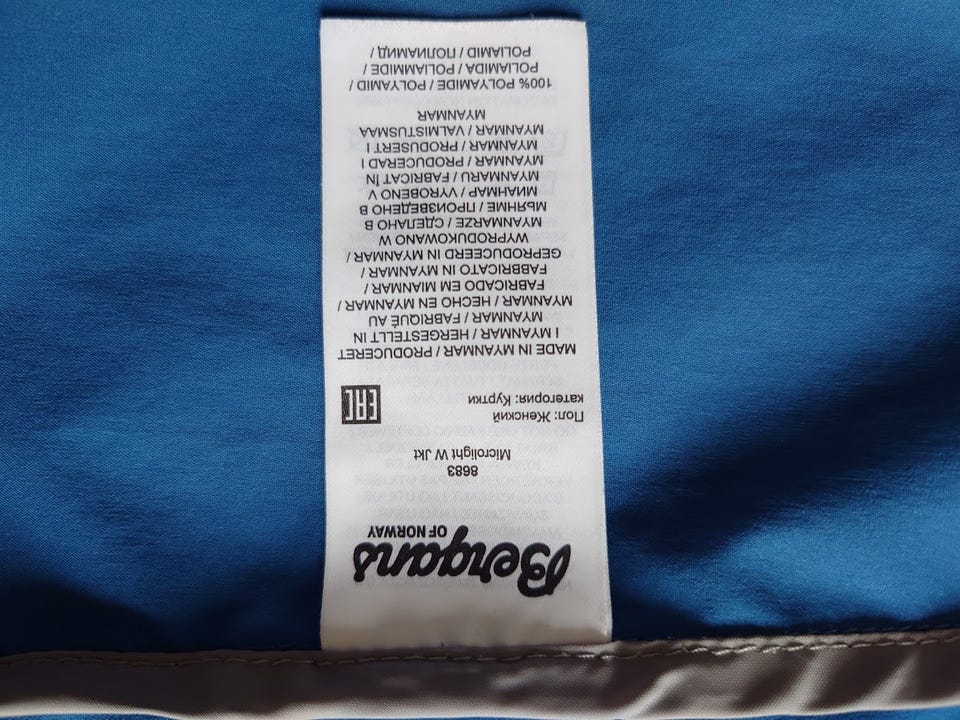 Bergans
OF NORWAY
8683
Microlight W Jkt
Пол: Женский
категория: Куртки
EAC
MADE IN MYANMAR / PRODUCERET
I MYANMAR / HERGESTELLT IN
MYANMAR / FABRIQUÉ AU
MYANMAR / HECHO EN MYANMAR /
FABRICADO EM MIANMAR /
FABBRICATO IN MYANMAR /
GEPRODUCEERD IN MYANMAR /
WYPRODUKOWANO W
MYANMARZE / СДЕЛАНО В
МЬЯНМЕ / ПРОИЗВЕДЕНО В
МИАНМАР / VYROBENO V
MYANMARU / FABRICAT ÎN
MYANMAR / PRODUCERAD I
MYANMAR / PRODUSERT I
MYANMAR / VALMISTUSMAA
MYANMAR
100% POLYAMIDE / POLYAMID /
POLIAMIDA / POLIAMMIDE /
POLIAMID / ПОЛИАМИД /